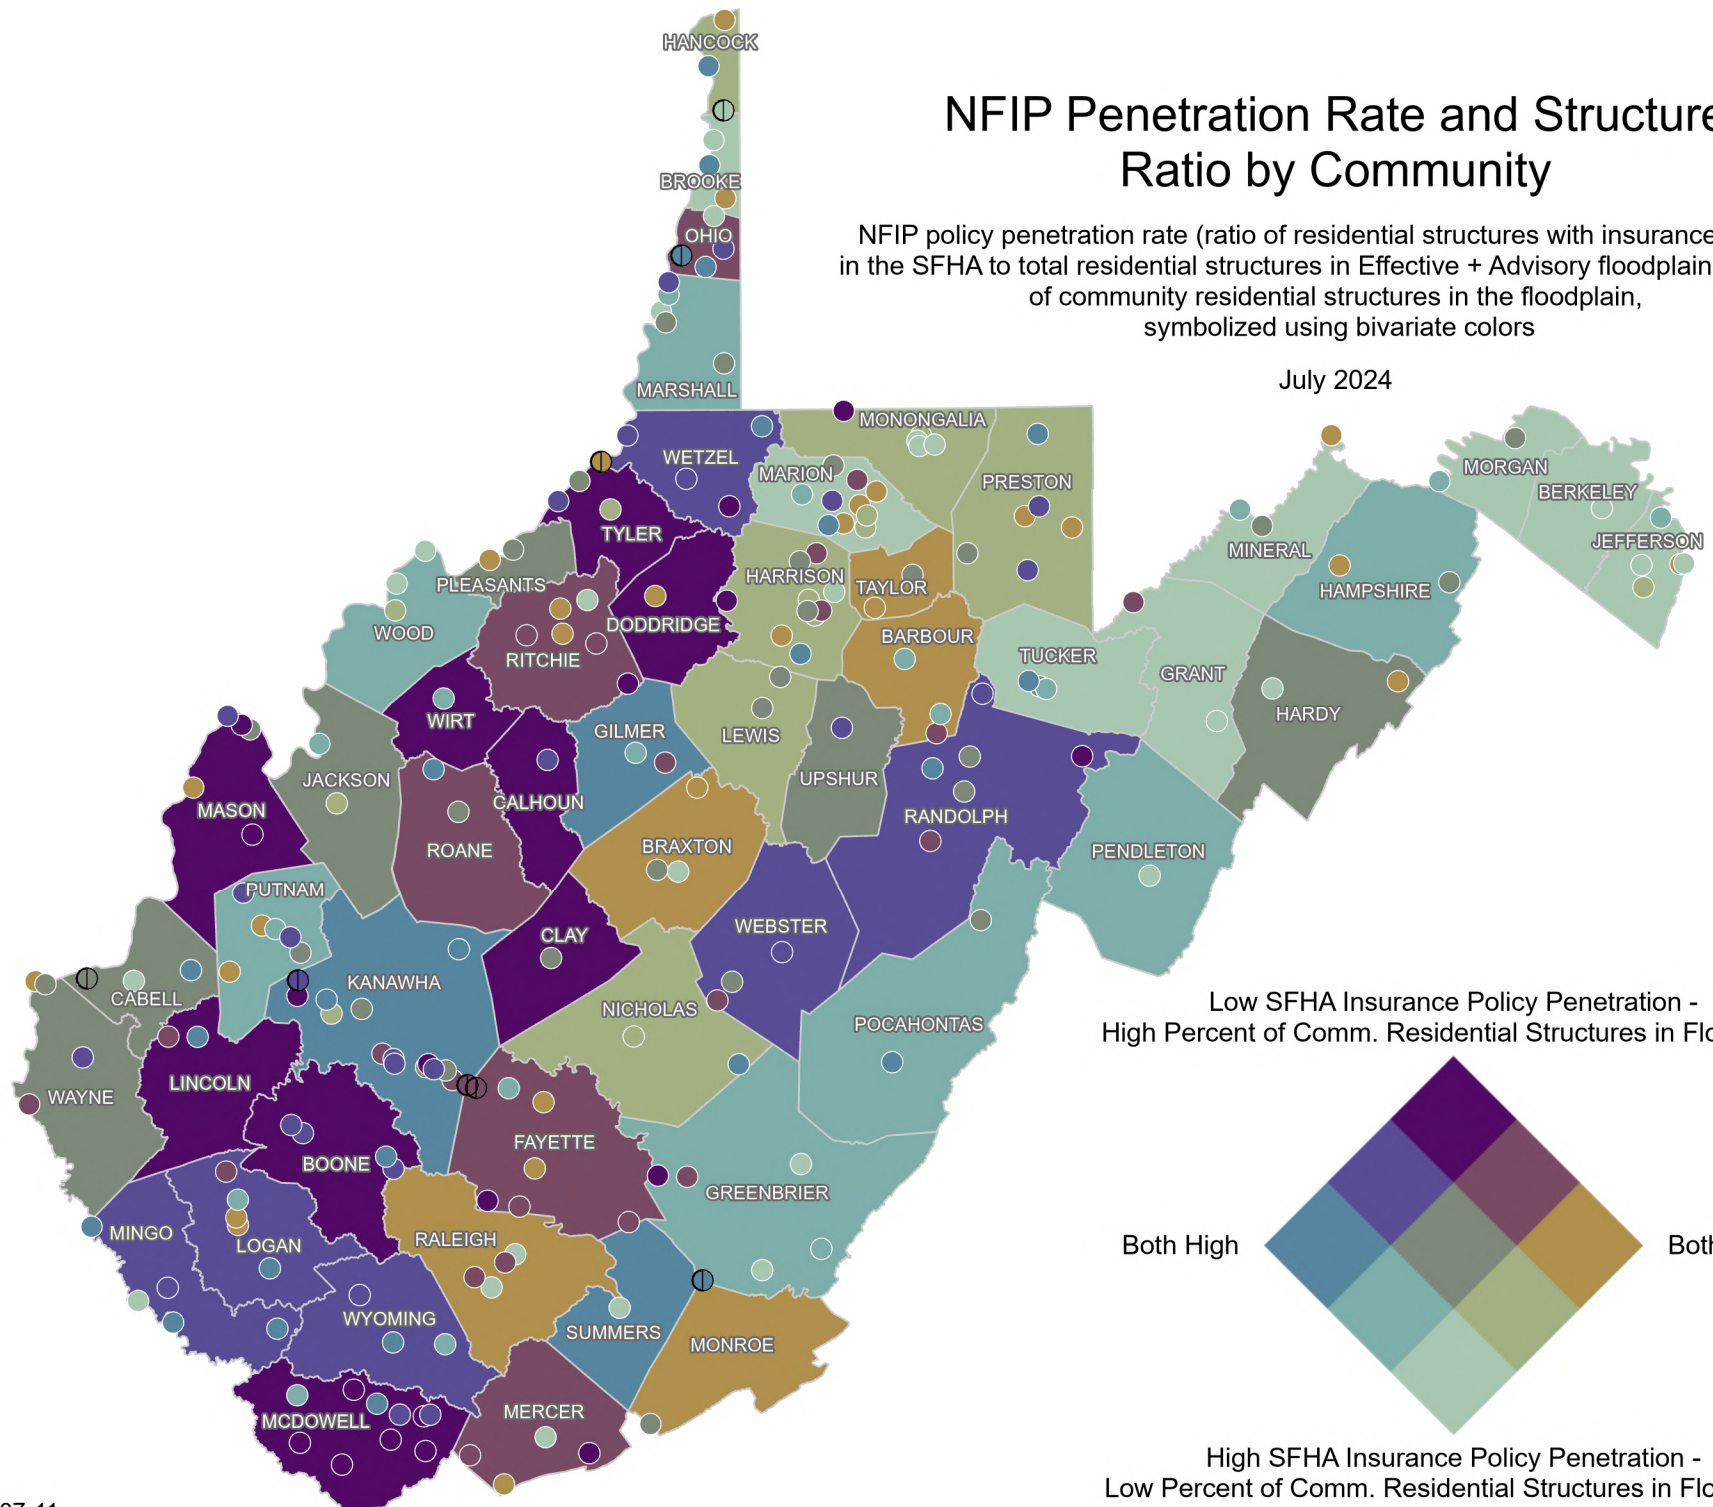 NFIP Penetration Rate and Structure
Ratio by Community
NFIP policy penetration rate (ratio of residential structures with insurance
in the SFHA to total residential structures in Effective + Advisory floodplain
of community residential structures in the floodplain,
symbolized using bivariate colors
July 2024
HANCOCK
BROOKE
OHIO
MARSHALL
MONONGALIA
WETZEL
MARION
PRESTON
MORGAN
BERKELEY
TYLER
JEFFERSON
MINERAL
HARRISON
PLEASANTS
TAYLOR
HAMPSHIRE
DODDRIDGE
WOOD
BARBOUR
TUCKER
RITCHIE
GRANT
HARDY
WIRT
GILMER
LEWIS
JACKSON
UPSHUR
CALHOUN
MASON
RANDOLPH
BRAXTON
ROANE
PENDLETON
PUTNAM
WEBSTER
CLAY
KANAWHA
CABELL
NICHOLAS
POCAHONTAS
LINCOLN
WAYNE
FAYETTE
BOONE
GREENBRIER
MINGO
RALEIGH
LOGAN
WYOMING
SUMMERS
MONROE
MERCER
MCDOWELL
Low SFHA Insurance Policy Penetration -
High Percent of Comm. Residential Structures in Flo
Both High
Both
High SFHA Insurance Policy Penetration -
Low Percent of Comm. Residential Structures in Flo